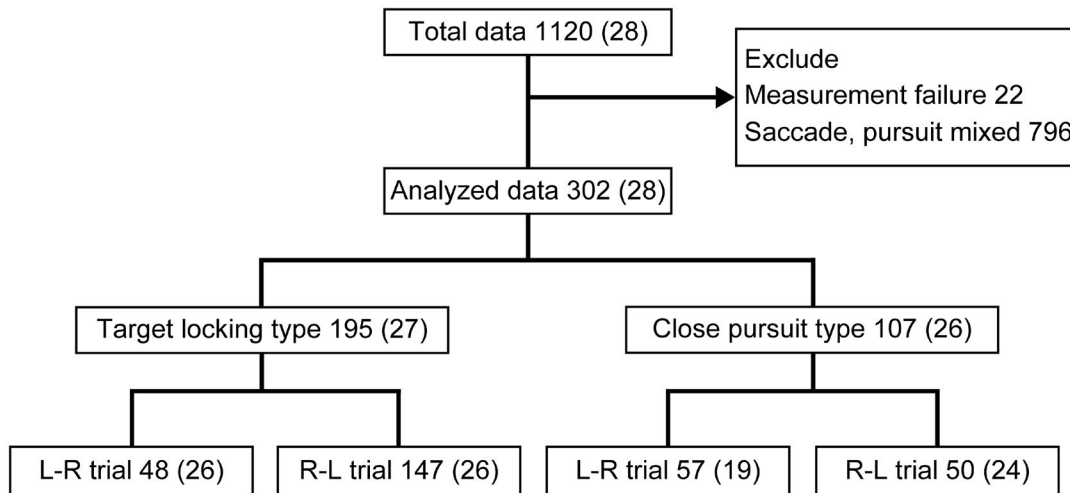 Total data 1120 (28)
Exclude
Measurement failure 22
Saccade, pursuit mixed 796
Analyzed data 302 (28)
Target locking type 195 (27)
Close pursuit type 107 (26)
L-R trial 48 (26)
R-L trial 147 (26)
L-R trial 57 (19)
R-L trial 50 (24)